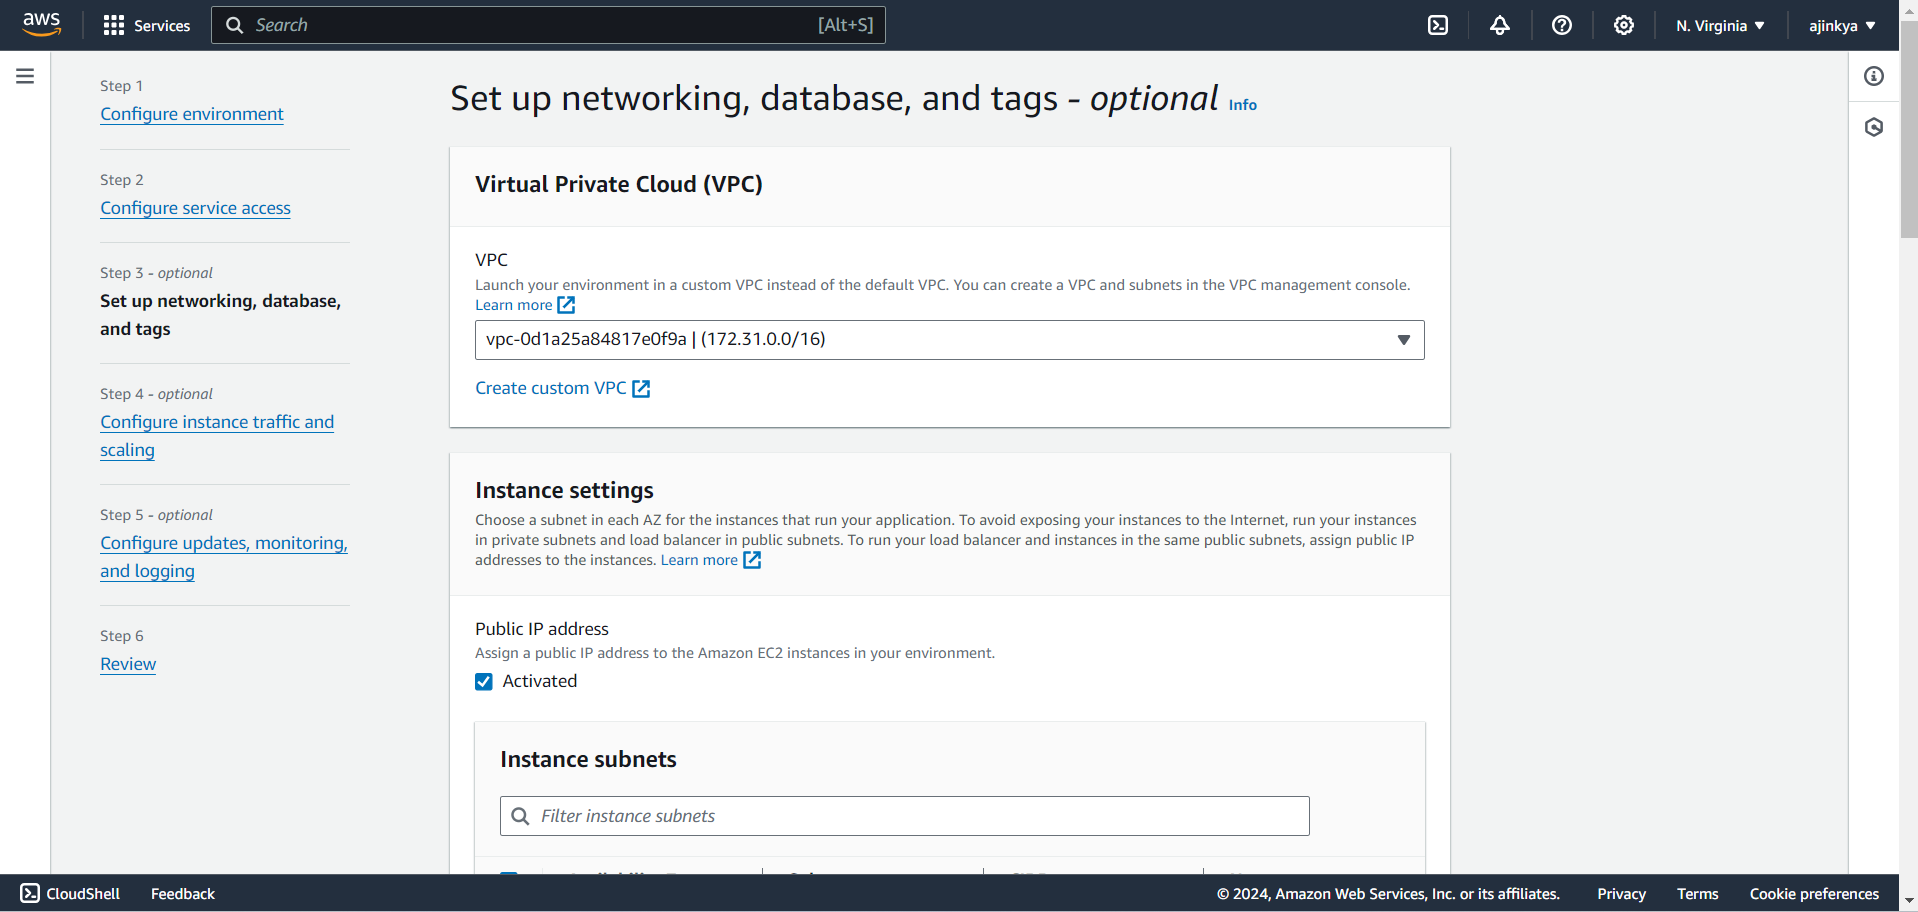 aws
Services
Search
[Alt+S]
N. Virginia
ajinkya
Step 1
Configure environment
Step 2
Configure service access
Step 3 - optional
Set up networking, database,
and tags
Step 4 - optional
Configure instance traffic and
scaling
Step 5 - optional
Configure updates, monitoring,
and logging
Step 6
Review
Set up networking, database, and tags - optional Info
Virtual Private Cloud (VPC)
VPC
Launch your environment in a custom VPC instead of the default VPC. You can create a VPC and subnets in the VPC management console.
Learn more
vpc-0d1a25a84817e0f9a | (172.31.0.0/16)
Create custom VPC
Instance settings
Choose a subnet in each AZ for the instances that run your application. To avoid exposing your instances to the Internet, run your instances
in private subnets and load balancer in public subnets. To run your load balancer and instances in the same public subnets, assign public IP
addresses to the instances. Learn more
Public IP address
Assign a public IP address to the Amazon EC2 instances in your environment.
Activated
Instance subnets
Filter instance subnets
CloudShell
Feedback
© 2024, Amazon Web Services, Inc. or its affiliates.
Privacy
Terms
Cookie preferences